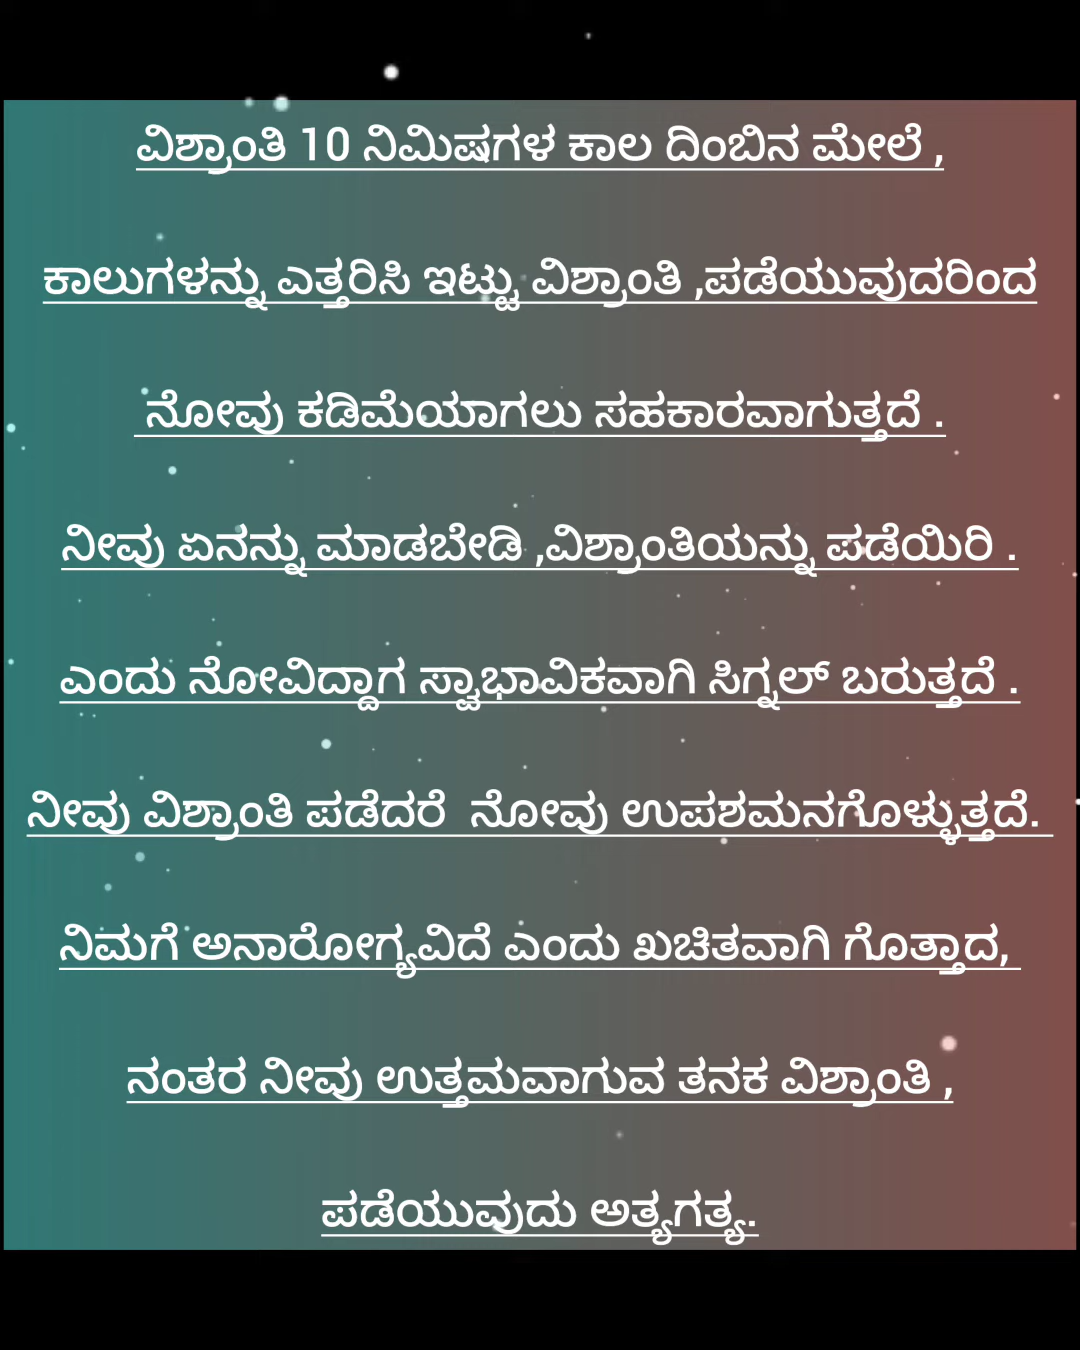 ವಿಶ್ರಾಂತಿ 10 ನಿಮಿಷಗಳ ಕಾಲ ದಿಂಬಿನ ಮೇಲೆ ,
ಕಾಲುಗಳನ್ನು ಎತ್ತರಿಸಿ ಇಟ್ಟು ವಿಶ್ರಾಂತಿ ,ಪಡೆಯುವುದರಿಂದ
ನೋವು ಕಡಿಮೆಯಾಗಲು ಸಹಕಾರವಾಗುತ್ತದೆ .
ನೀವು ಏನನ್ನು ಮಾಡಬೇಡಿ ,ವಿಶ್ರಾಂತಿಯನ್ನು ಪಡೆಯಿರಿ .
ಎಂದು ನೋವಿದ್ದಾಗ ಸ್ವಾಭಾವಿಕವಾಗಿ ಸಿಗ್ನಲ್ ಬರುತ್ತದೆ .
ನೀವು ವಿಶ್ರಾಂತಿ ಪಡೆದರೆ ನೋವು ಉಪಶಮನಗೊಳ್ಳುತ್ತದೆ.
ನಿಮಗೆ ಅನಾರೋಗ್ಯವಿದೆ ಎಂದು ಖಚಿತವಾಗಿ ಗೊತ್ತಾದ,
ನಂತರ ನೀವು ಉತ್ತಮವಾಗುವ ತನಕ ವಿಶ್ರಾಂತಿ ,
ಪಡೆಯುವುದು ಅತ್ಯಗತ್ಯ.